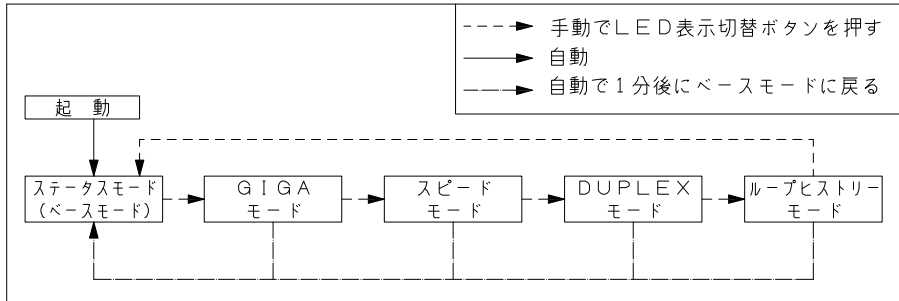 手動でＬＥＤ表示切替ボタンを押す
自動
自動で１分後にベースモードに戻る
起　動
ステータスモード
(ベースモード)
ＧＩＧＡ
モード
スピード
モード
ＤＵＰＬＥＸ
モード
ループヒストリー
モード